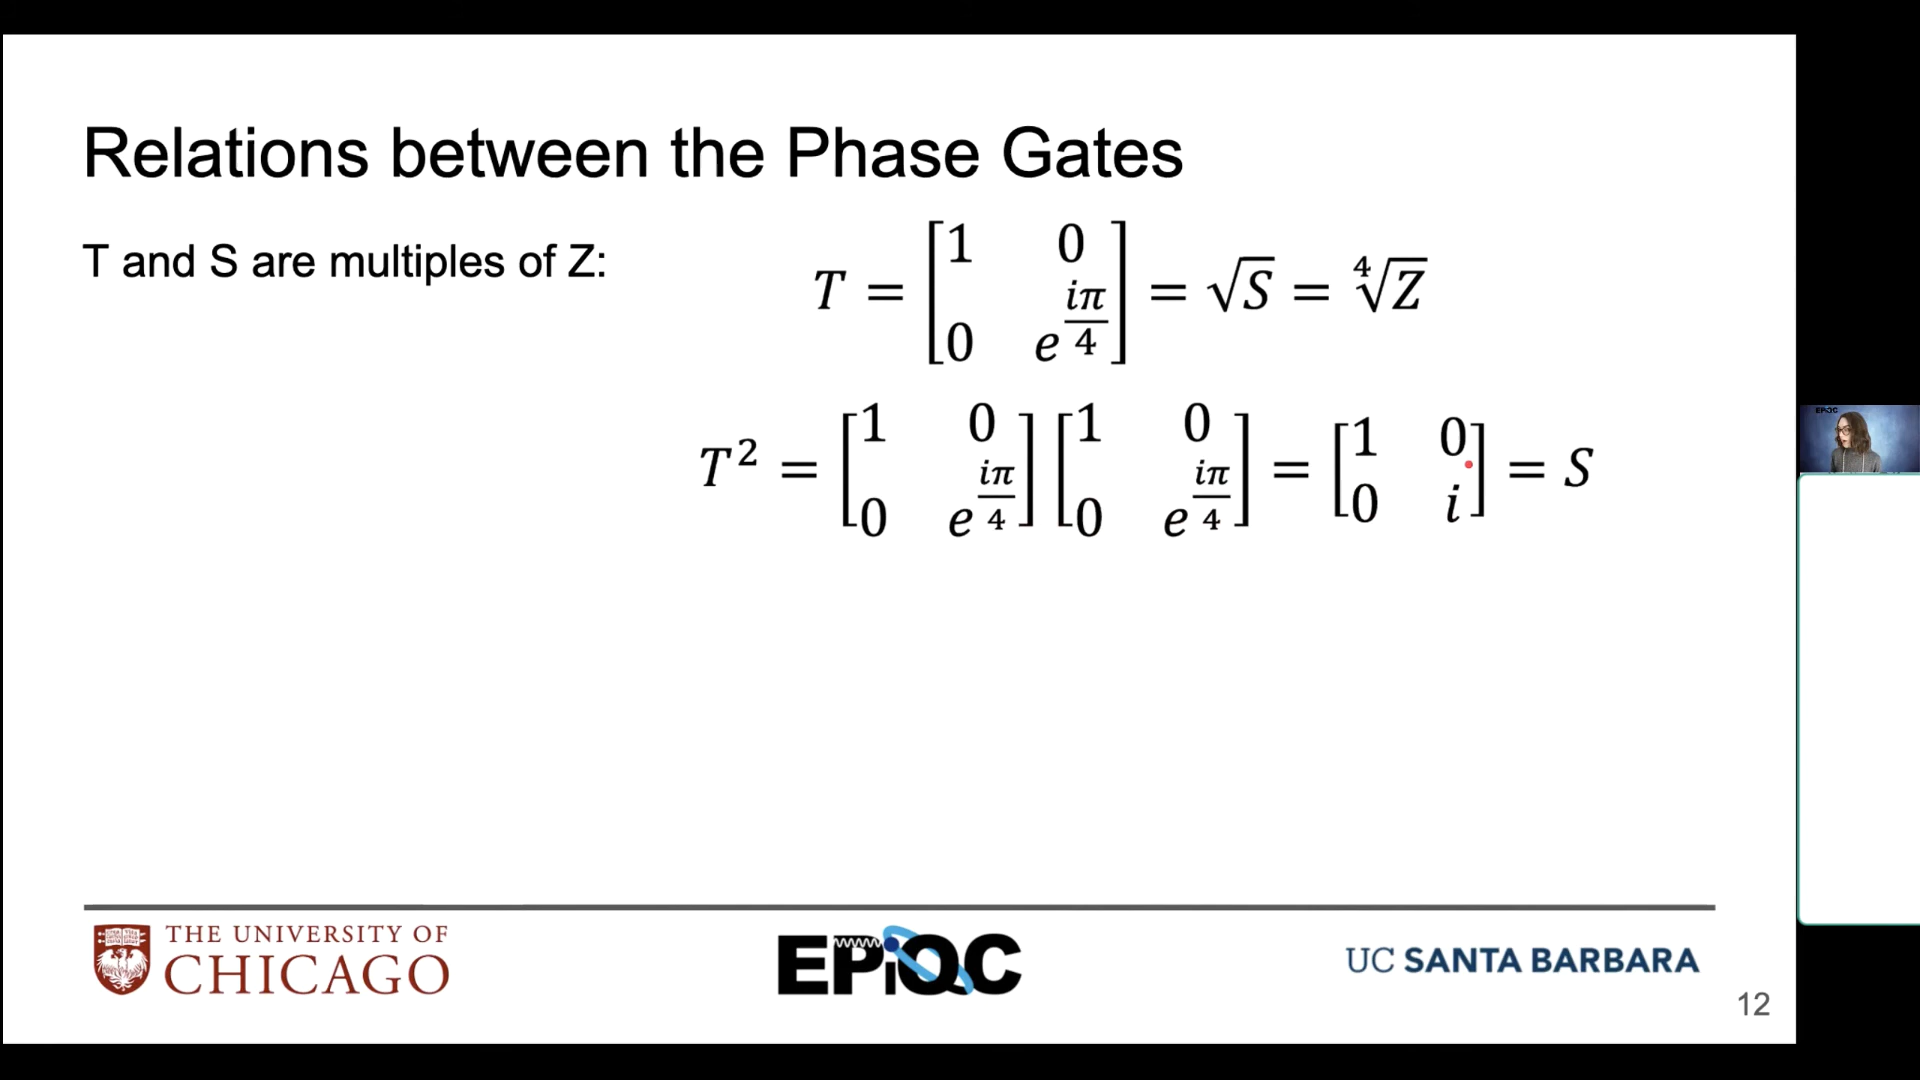 Relations between the Phase Gates
T and S are multiples of Z:
T = [1 0; 0 e^{iπ/4}] = √S = ∜Z
T² = [1 0; 0 e^{iπ/4}] [1 0; 0 e^{iπ/4}] = [1 0; 0 i] = S
THE UNIVERSITY OF
CHICAGO
EPiQC
UC SANTA BARBARA
12